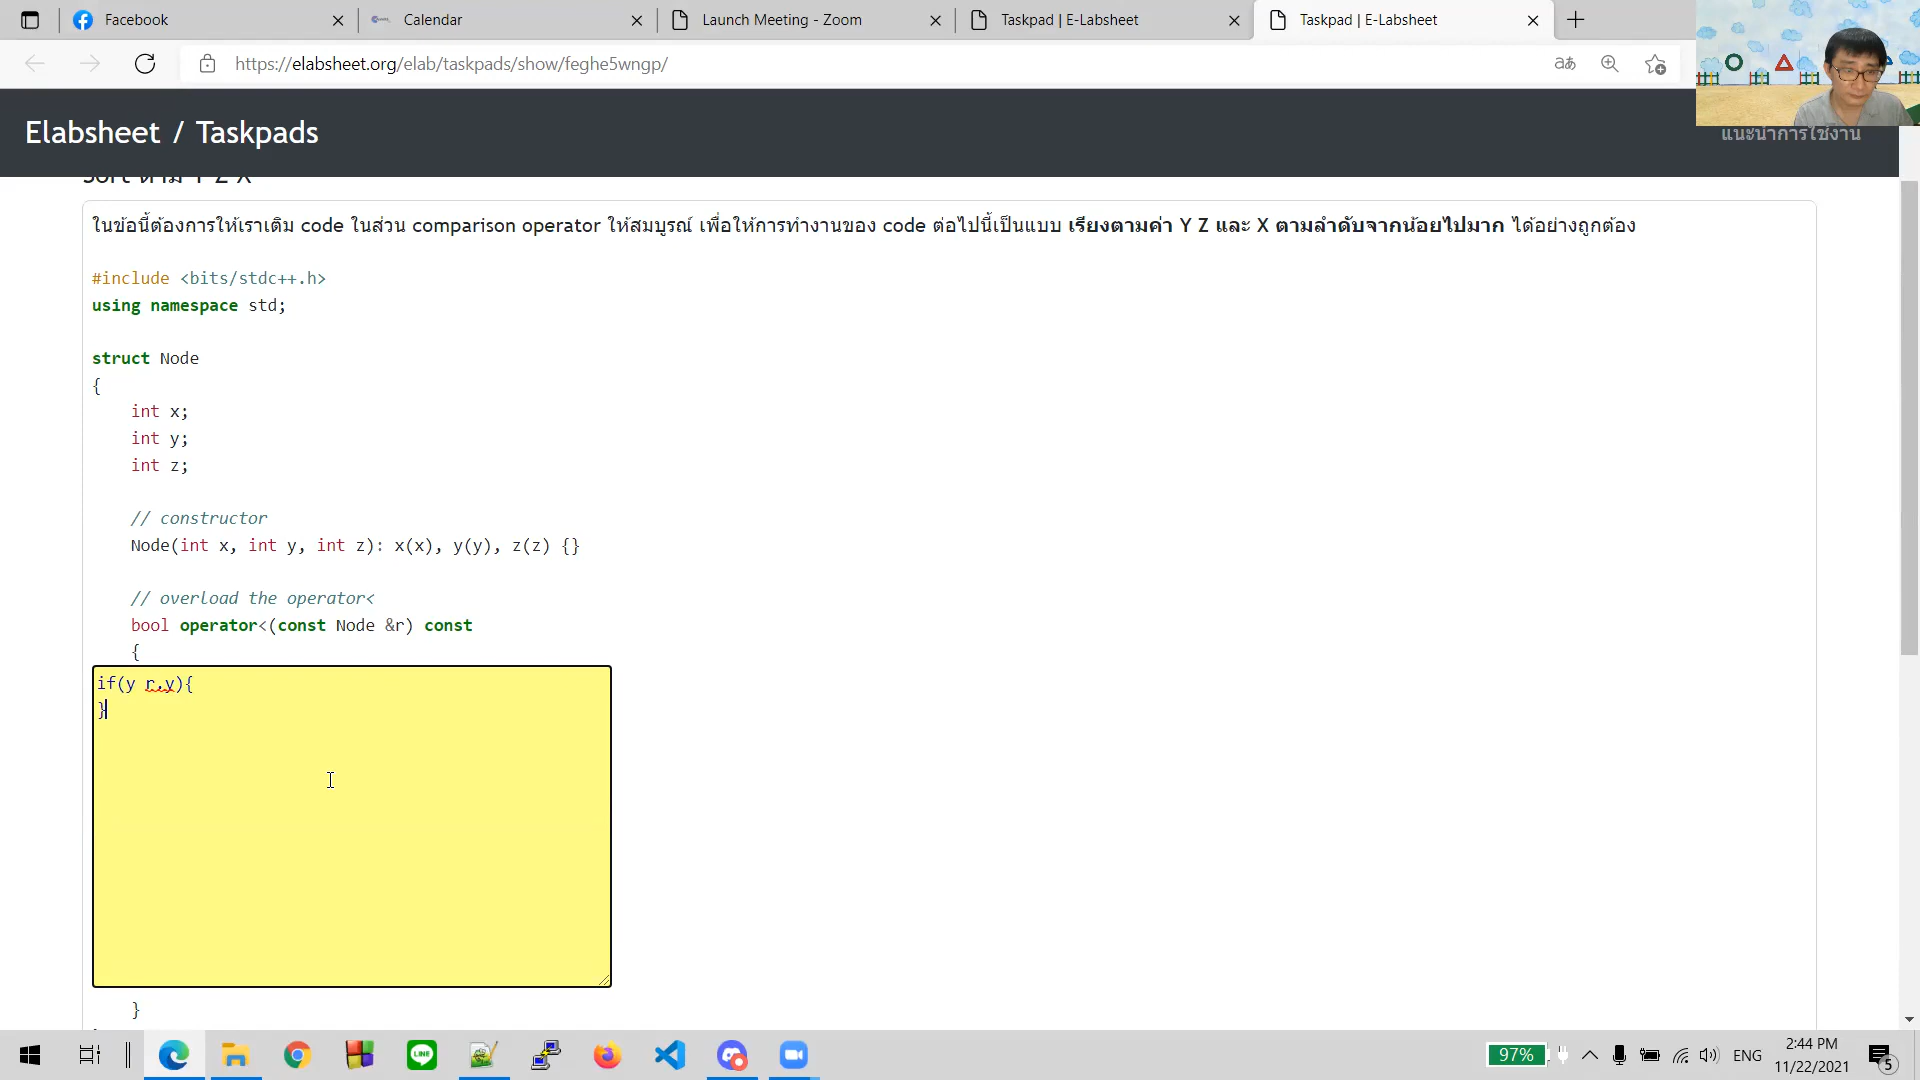 Facebook
Calendar
Launch Meeting - Zoom
Taskpad | E-Labsheet
Taskpad | E-Labsheet
https://elabsheet.org/elab/taskpads/show/feghe5wngp/
Elabsheet / Taskpads
แนะนำการใช้งาน
Sort ตาม Y Z X
ในข้อนี้ต้องการให้เราเติม code ในส่วน comparison operator ให้สมบูรณ์ เพื่อให้การทำงานของ code ต่อไปนี้เป็นแบบ เรียงตามค่า Y Z และ X ตามลำดับจากน้อยไปมาก ได้อย่างถูกต้อง
#include <bits/stdc++.h>
using namespace std;
struct Node
{
int x;
int y;
int z;
// constructor
Node(int x, int y, int z): x(x), y(y), z(z) {}
// overload the operator<
bool operator<(const Node &r) const
{
if(y r.y){
}
}
LINE
97%
ENG
2:44 PM
11/22/2021
5